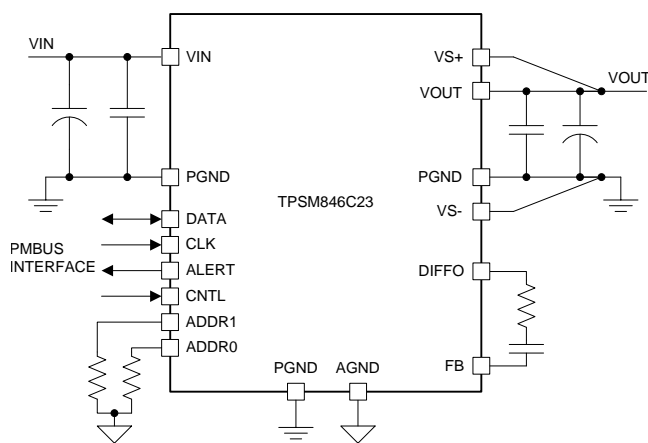 VIN
VIN
VS+
VOUT
VOUT
PGND
PGND
TPSM846C23
VS-
DATA
CLK
PMBUS
INTERFACE
ALERT
CNTL
ADDR1
ADDR0
DIFFO
FB
PGND
AGND